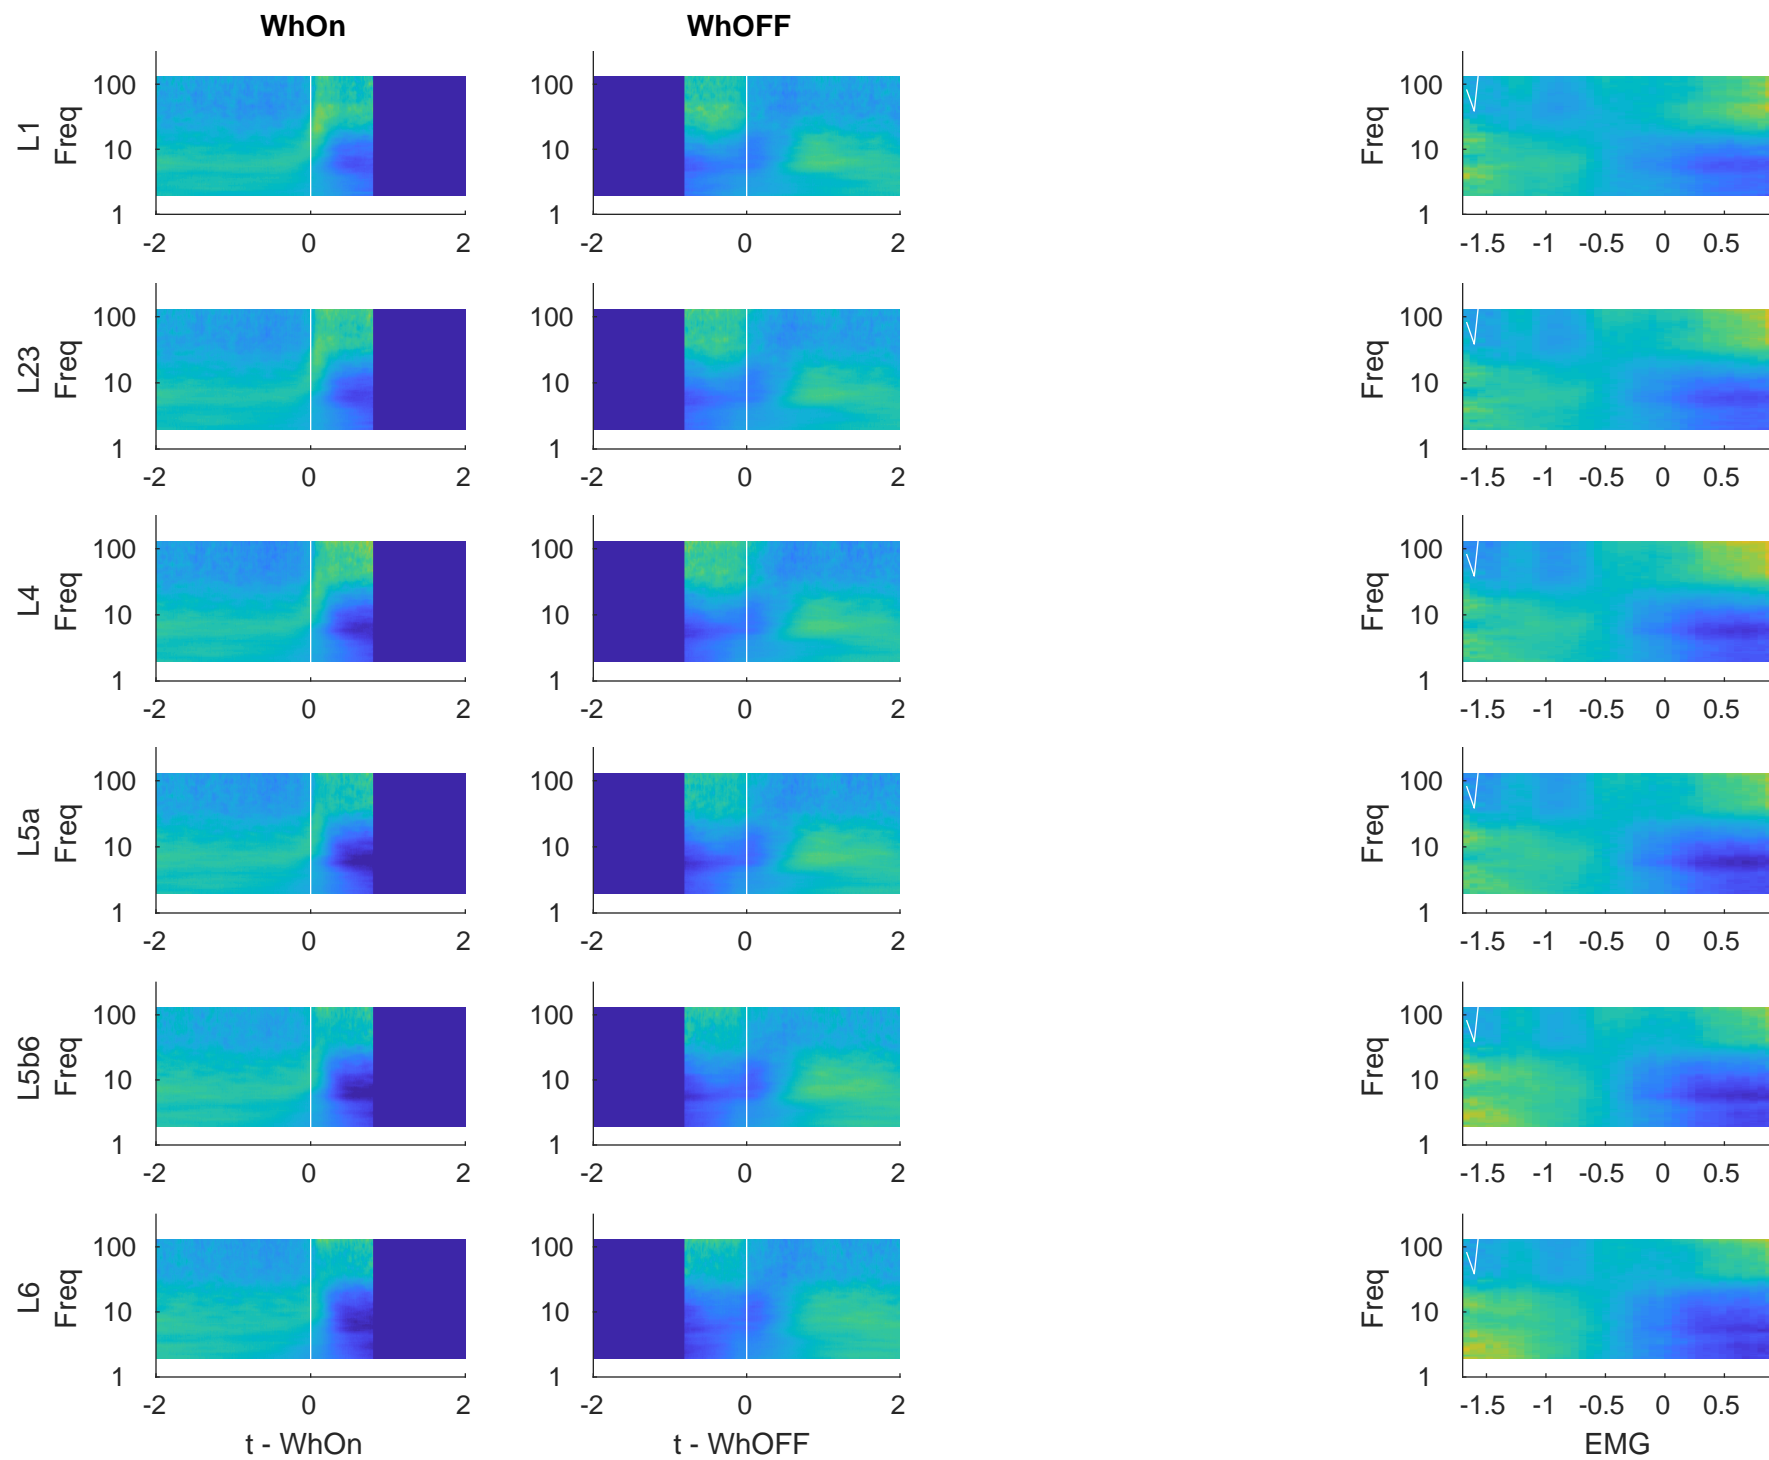 WhOn WhOFF
L1 Freq 100 10 1 100 10 1 Freq 100 10 1
-2 0 2 -2 0 2 -1.5 -1 -0.5 0 0.5
L23 Freq 100 10 1 100 10 1 Freq 100 10 1
-2 0 2 -2 0 2 -1.5 -1 -0.5 0 0.5
L4 Freq 100 10 1 100 10 1 Freq 100 10 1
-2 0 2 -2 0 2 -1.5 -1 -0.5 0 0.5
L5a Freq 100 10 1 100 10 1 Freq 100 10 1
-2 0 2 -2 0 2 -1.5 -1 -0.5 0 0.5
L5b6 Freq 100 10 1 100 10 1 Freq 100 10 1
-2 0 2 -2 0 2 -1.5 -1 -0.5 0 0.5
L6 Freq 100 10 1 100 10 1 Freq 100 10 1
-2 0 2 -2 0 2 -1.5 -1 -0.5 0 0.5
t - WhOn t - WhOFF EMG